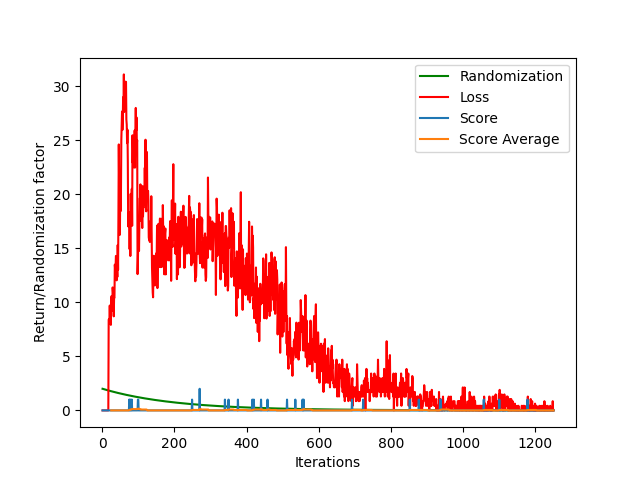 Randomization
Loss
Score
Score Average
Return/Randomization factor
30
25
20
15
10
5
0
0 200 400 600 800 1000 1200
Iterations